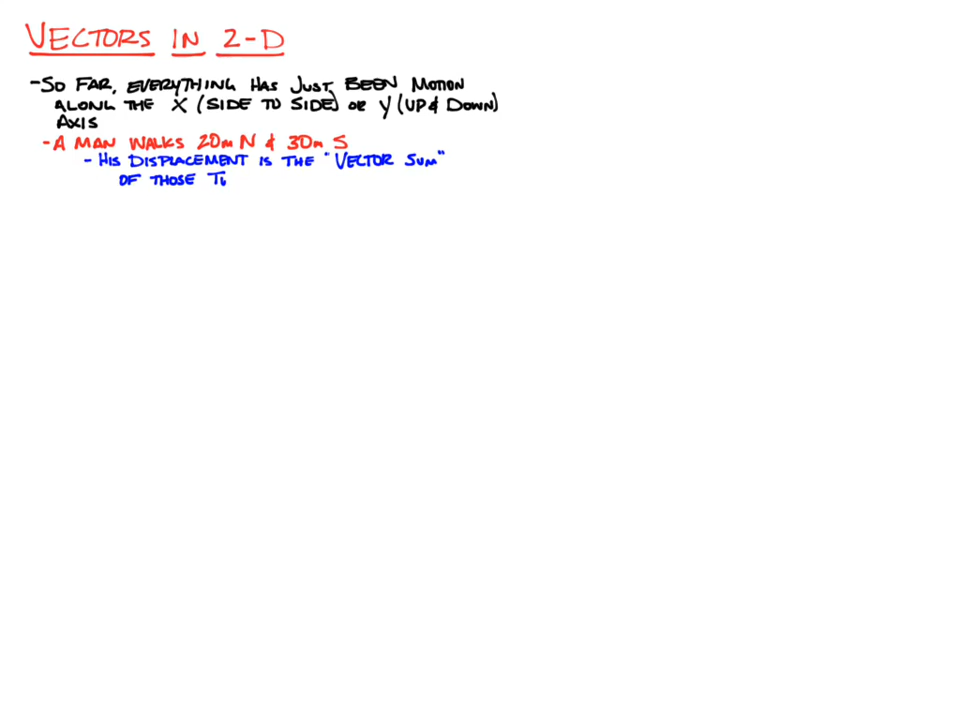 VECTORS IN 2-D
-SO FAR, EVERYTHING HAS JUST BEEN MOTION
ALONG THE X (SIDE TO SIDE) OR Y (UP & DOWN)
AXIS
-A MAN WALKS 20m N & 30m S
-HIS DISPLACEMENT IS THE "VECTOR SUM"
OF THOSE